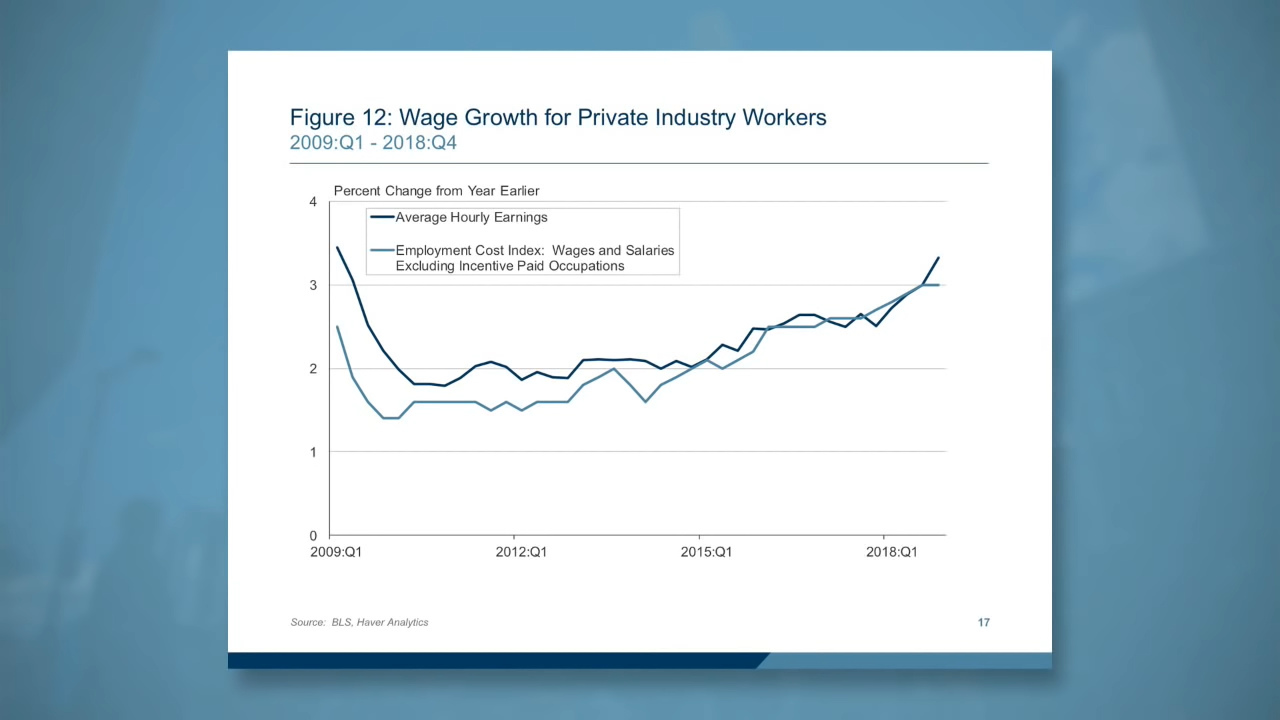 Figure 12: Wage Growth for Private Industry Workers
2009:Q1 - 2018:Q4
Percent Change from Year Earlier
4
Average Hourly Earnings
Employment Cost Index: Wages and Salaries
Excluding Incentive Paid Occupations
3
2
1
0
2009:Q1 2012:Q1 2015:Q1 2018:Q1
Source: BLS, Haver Analytics
17